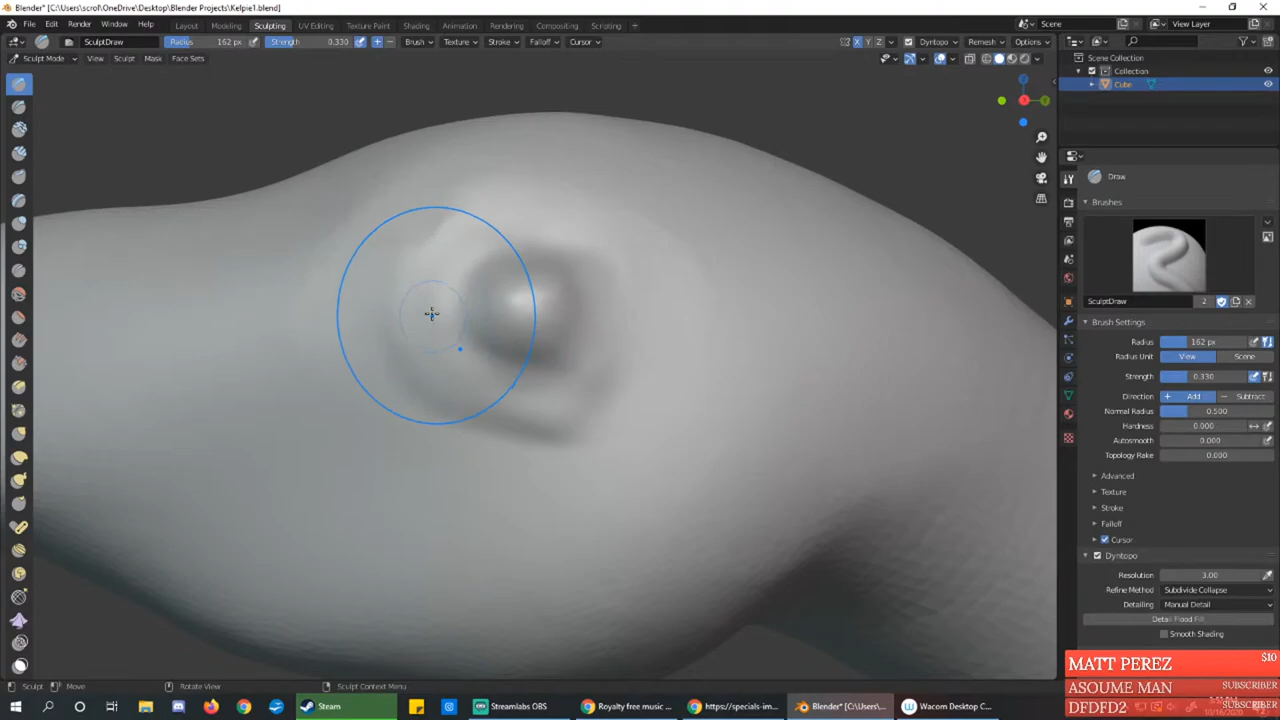 Blender* [C:\Users\scrof\OneDrive\Desktop\Blender Projects\Kelpie1.blend]
File Edit Render Window Help Layout Modeling Sculpting UV Editing Texture Paint Shading Animation Rendering Compositing Scripting Scene View Layer
SculptDraw Radius 162 px Strength 0.330 Brush Texture Stroke Falloff Cursor X Y Z Dyntopo Remesh Options
Sculpt Mode View Sculpt Mask Face Sets
Scene Collection
Collection
Cube
Draw
Brushes
SculptDraw 2
Brush Settings
Radius 162 px
Radius Unit View Scene
Strength 0.330
Direction Add Subtract
Normal Radius 0.500
Hardness 0.000
Autosmooth 0.000
Topology Rake 0.000
Advanced
Texture
Stroke
Falloff
Cursor
Dyntopo
Resolution 3.00
Refine Method Subdivide Collapse
Detailing Manual Detail
Detail Flood Fill
Smooth Shading
MATT PEREZ $10
ASOUME MAN SUBSCRIBER
DFDFD2 SUBSCRIBER
Sculpt Move Rotate View Sculpt Context Menu
Steam Streamlabs OBS Royalty free music ... https://specials-im... Blender* [C:\Users\... Wacom Desktop C...
10/16/2020